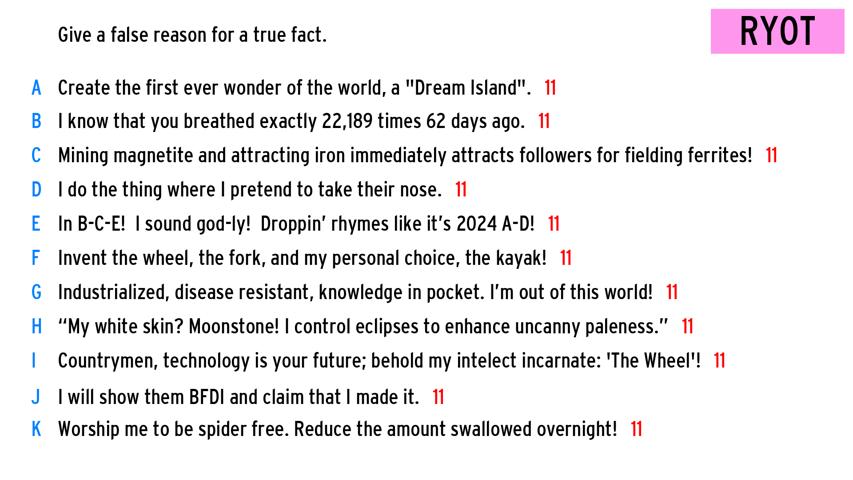 Give a false reason for a true fact.
RYOT
A Create the first ever wonder of the world, a "Dream Island". 11
B I know that you breathed exactly 22,189 times 62 days ago. 11
C Mining magnetite and attracting iron immediately attracts followers for fielding ferrites! 11
D I do the thing where I pretend to take their nose. 11
E In B-C-E! I sound god-ly! Droppin’ rhymes like it’s 2024 A-D! 11
F Invent the wheel, the fork, and my personal choice, the kayak! 11
G Industrialized, disease resistant, knowledge in pocket. I’m out of this world! 11
H “My white skin? Moonstone! I control eclipses to enhance uncanny paleness.” 11
I Countrymen, technology is your future; behold my intelect incarnate: 'The Wheel'! 11
J I will show them BFDI and claim that I made it. 11
K Worship me to be spider free. Reduce the amount swallowed overnight! 11